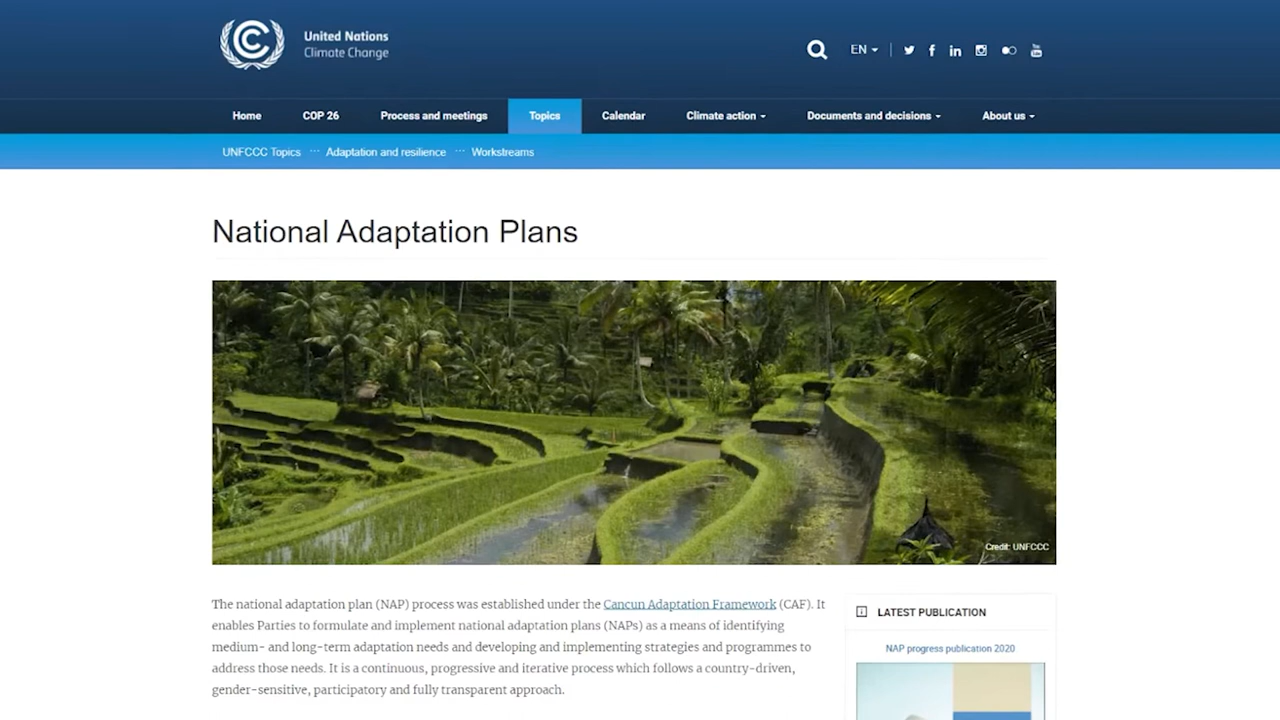 United Nations
Climate Change
EN
Home COP 26 Process and meetings Topics Calendar Climate action Documents and decisions About us
UNFCCC Topics ... Adaptation and resilience ... Workstreams
National Adaptation Plans
Credit: UNFCCC
The national adaptation plan (NAP) process was established under the Cancun Adaptation Framework (CAF). It
enables Parties to formulate and implement national adaptation plans (NAPs) as a means of identifying
medium- and long-term adaptation needs and developing and implementing strategies and programmes to
address those needs. It is a continuous, progressive and iterative process which follows a country-driven,
gender-sensitive, participatory and fully transparent approach.
LATEST PUBLICATION
NAP progress publication 2020